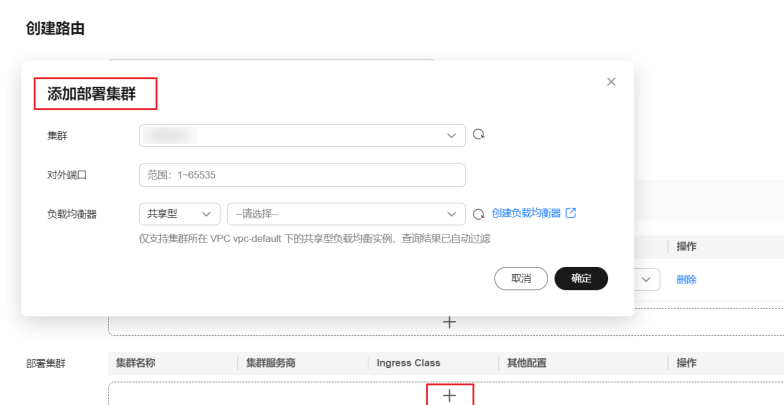 创建路由
添加部署集群
集群
对外端口 范围：1~65535
负载均衡器 共享型 --请选择-- 创建负载均衡器
仅支持集群所在 VPC vpc-default 下的共享型负载均衡实例，查询结果已自动过滤
操作
取消 确定 删除
部署集群 集群名称 集群服务商 Ingress Class 其他配置 操作